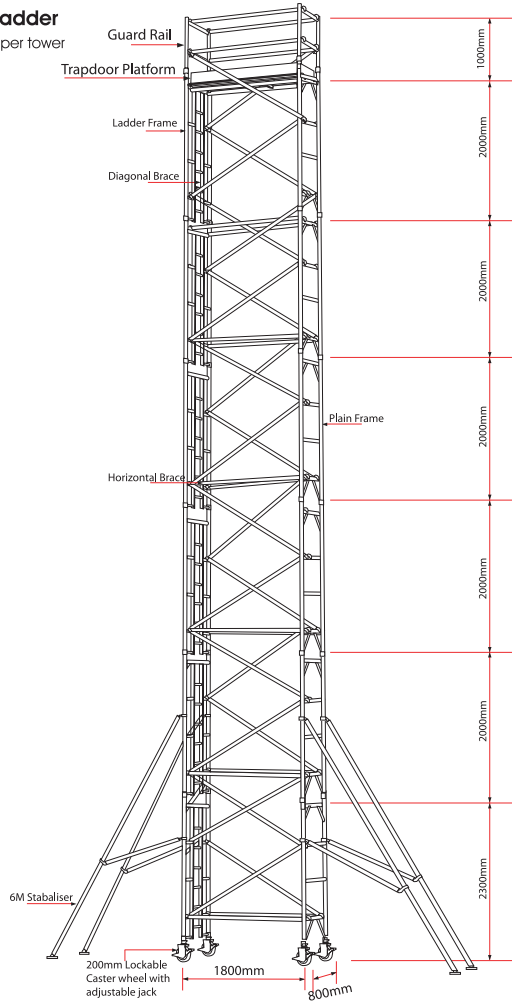 adder
per tower
Guard Rail
Trapdoor Platform
Ladder Frame
Diagonal Brace
Plain Frame
Horizontal Brace
6M Stabaliser
200mm Lockable
Caster wheel with
adjustable jack
1800mm
800mm
1000mm
2000mm
2000mm
2000mm
2000mm
2000mm
2300mm